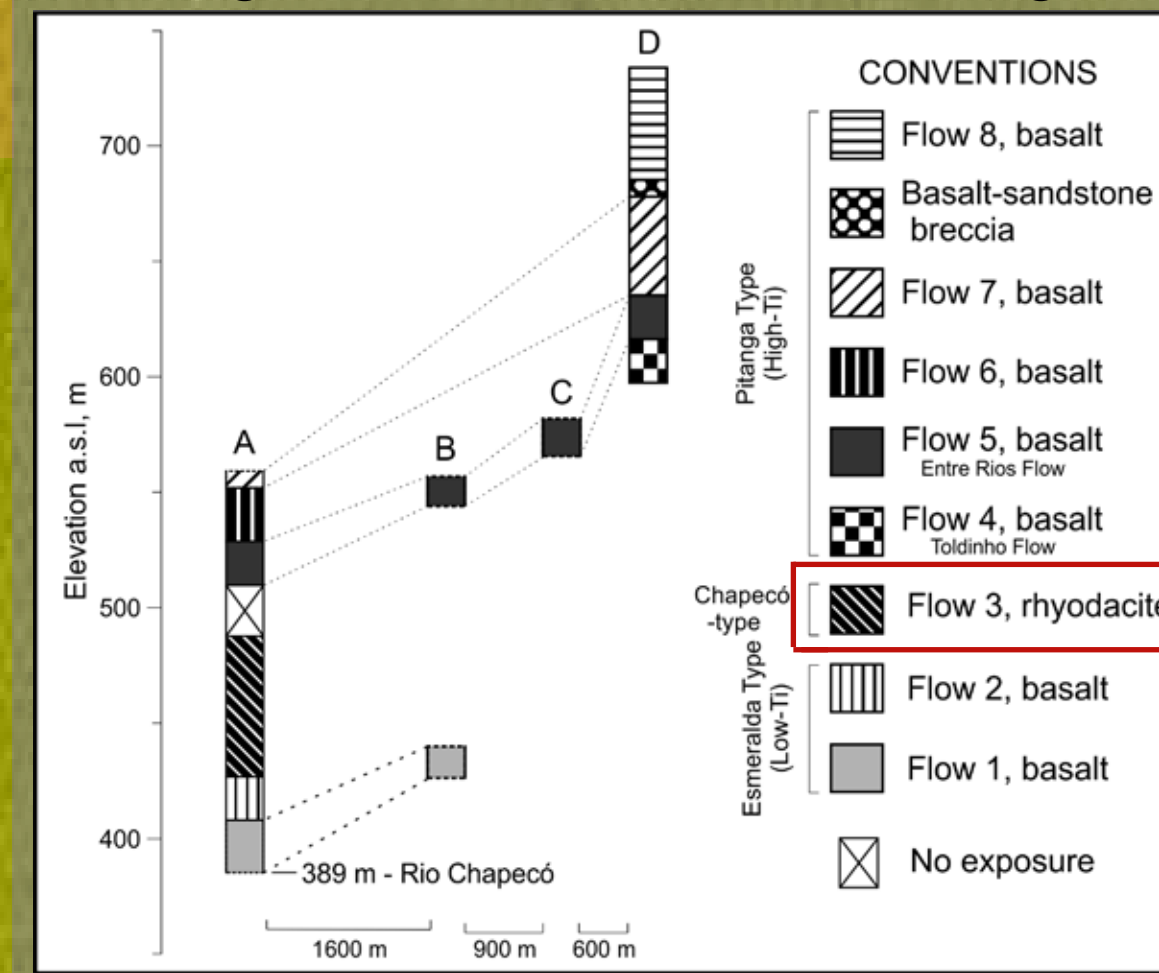 D
700
600
500
400
Elevation a.s.l, m
A
B
C
389 m - Rio Chapecó
1600 m
900 m
600 m
CONVENTIONS
Pitanga Type
(High-Ti)
Flow 8, basalt
Basalt-sandstone
breccia
Flow 7, basalt
Flow 6, basalt
Flow 5, basalt
Entre Rios Flow
Flow 4, basalt
Toldinho Flow
Chapecó
-type
Flow 3, rhyodacite
Esmeralda Type
(Low-Ti)
Flow 2, basalt
Flow 1, basalt
No exposure